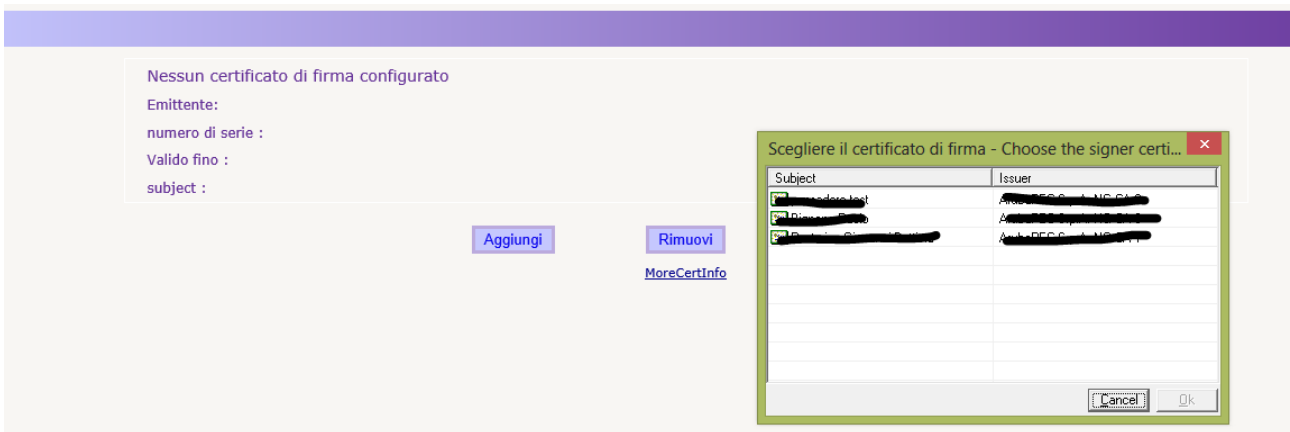 Nessun certificato di firma configurato
Emittente:
numero di serie :
Valido fino :
subject :
Aggiungi
Rimuovi
MoreCertInfo
Scegliere il certificato di firma - Choose the signer certi...
Subject
Issuer
Cancel
Ok